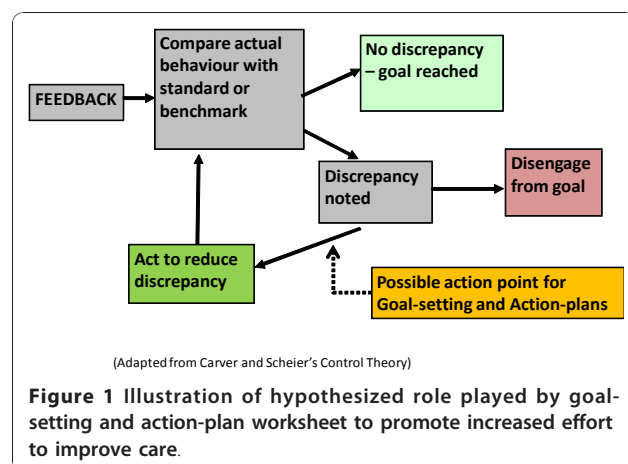 Compare actual
behaviour with
standard or
benchmark
No discrepancy
– goal reached
FEEDBACK
Discrepancy
noted
Disengage
from goal
Act to reduce
discrepancy
Possible action point for
Goal-setting and Action-plans
(Adapted from Carver and Scheier's Control Theory)
Figure 1 Illustration of hypothesized role played by goal-
setting and action-plan worksheet to promote increased effort
to improve care.